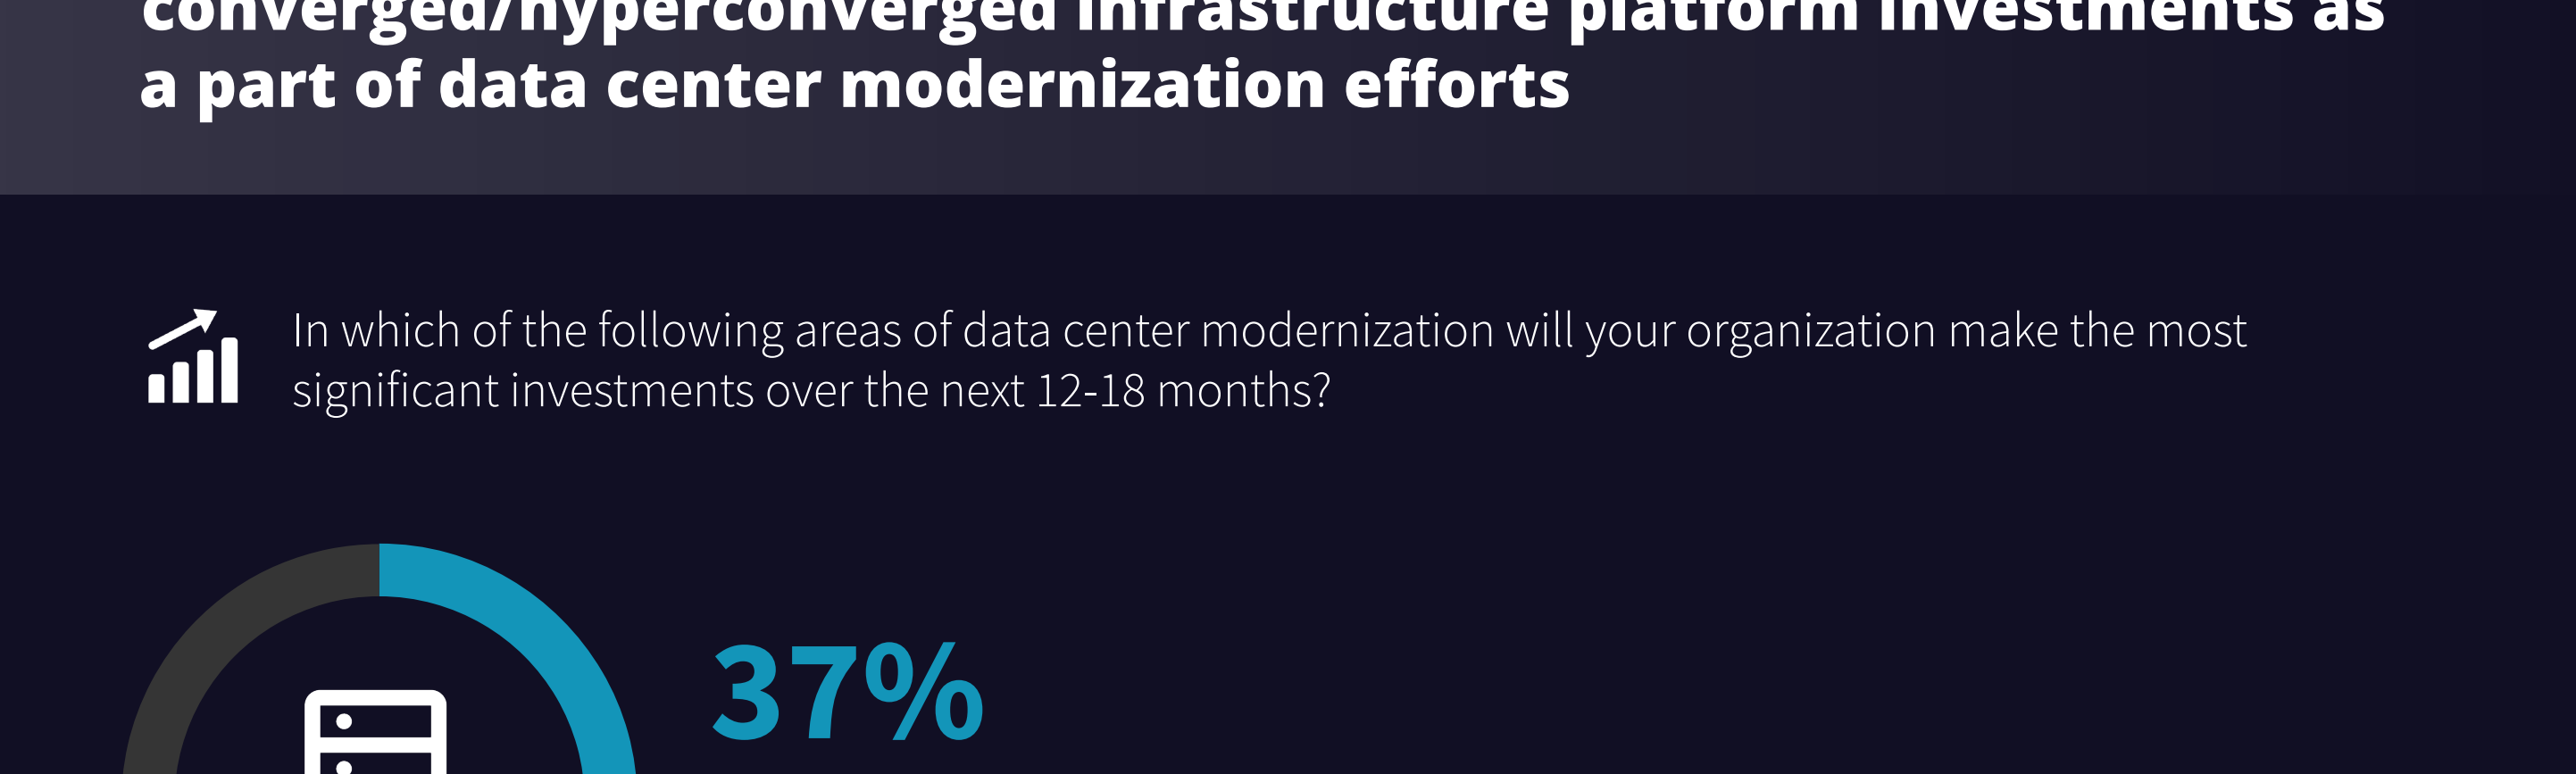 converged/hyperconverged infrastructure platform investments as
a part of data center modernization efforts
In which of the following areas of data center modernization will your organization make the most
significant investments over the next 12-18 months?
37%